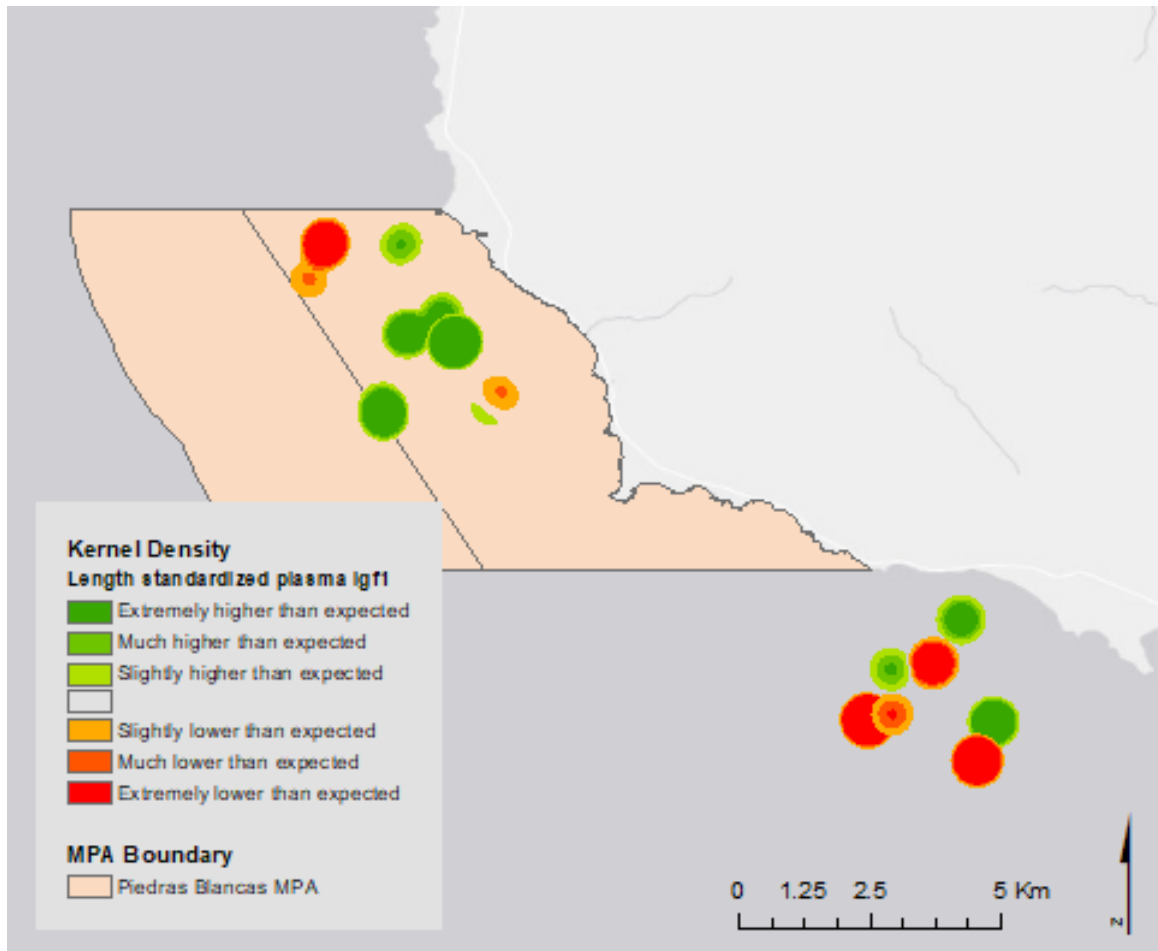 Kernel Density
Length standardized plasma igf1
Extremely higher than expected
Much higher than expected
Slightly higher than expected
Slightly lower than expected
Much lower than expected
Extremely lower than expected
MPA Boundary
Piedras Blancas MPA
0 1.25 2.5 5 Km
N